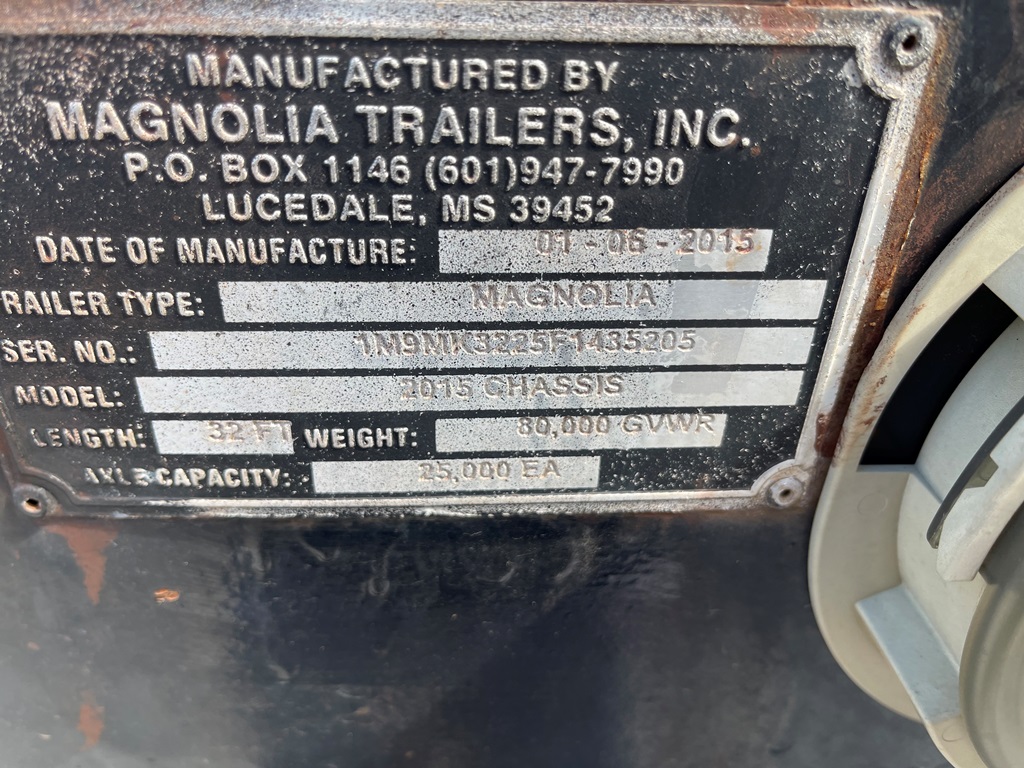 MANUFACTURED BY
MAGNOLIA TRAILERS, INC.
P.O. BOX 1146 (601)947-7990
LUCEDALE, MS 39452
DATE OF MANUFACTURE: 01-06-2015
RAILER TYPE: MAGNOLIA
SER. NO.: 1M9MK3225F1435205
MODEL: 2015 CHASSIS
LENGTH: 32 FT WEIGHT: 80,000 GVWR
AXLE CAPACITY: 25,000 EA